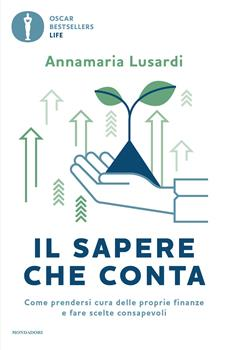 OSCAR
BESTSELLERS
LIFE
Annamaria Lusardi
IL SAPERE
CHE CONTA
Come prendersi cura delle proprie finanze
e fare scelte consapevoli
MONDADORI